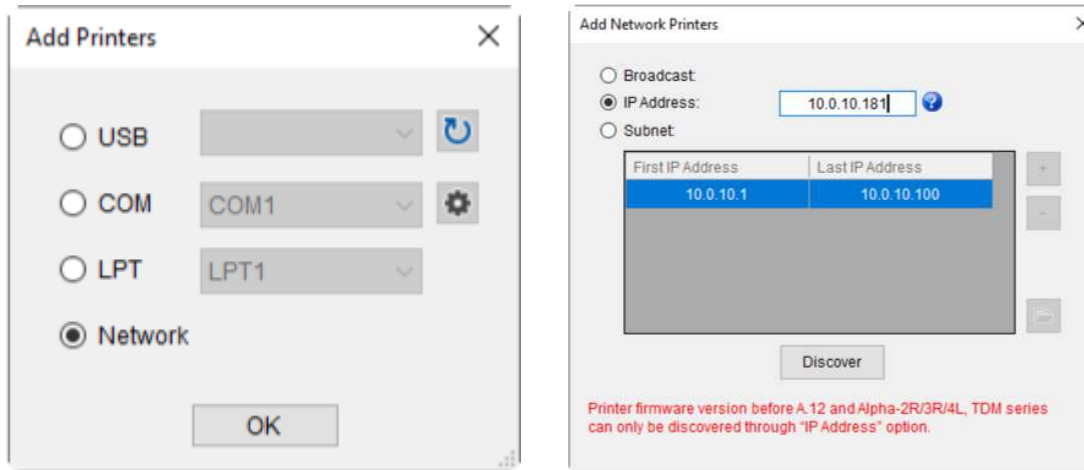 Add Printers
USB
COM
COM1
LPT
LPT1
Network
OK
Add Network Printers
Broadcast:
IP Address:
10.0.10.181
Subnet:
First IP Address
Last IP Address
10.0.10.1
10.0.10.100
Discover
Printer firmware version before A.12 and Alpha-2R/3R/4L, TDM series
can only be discovered through "IP Address" option.